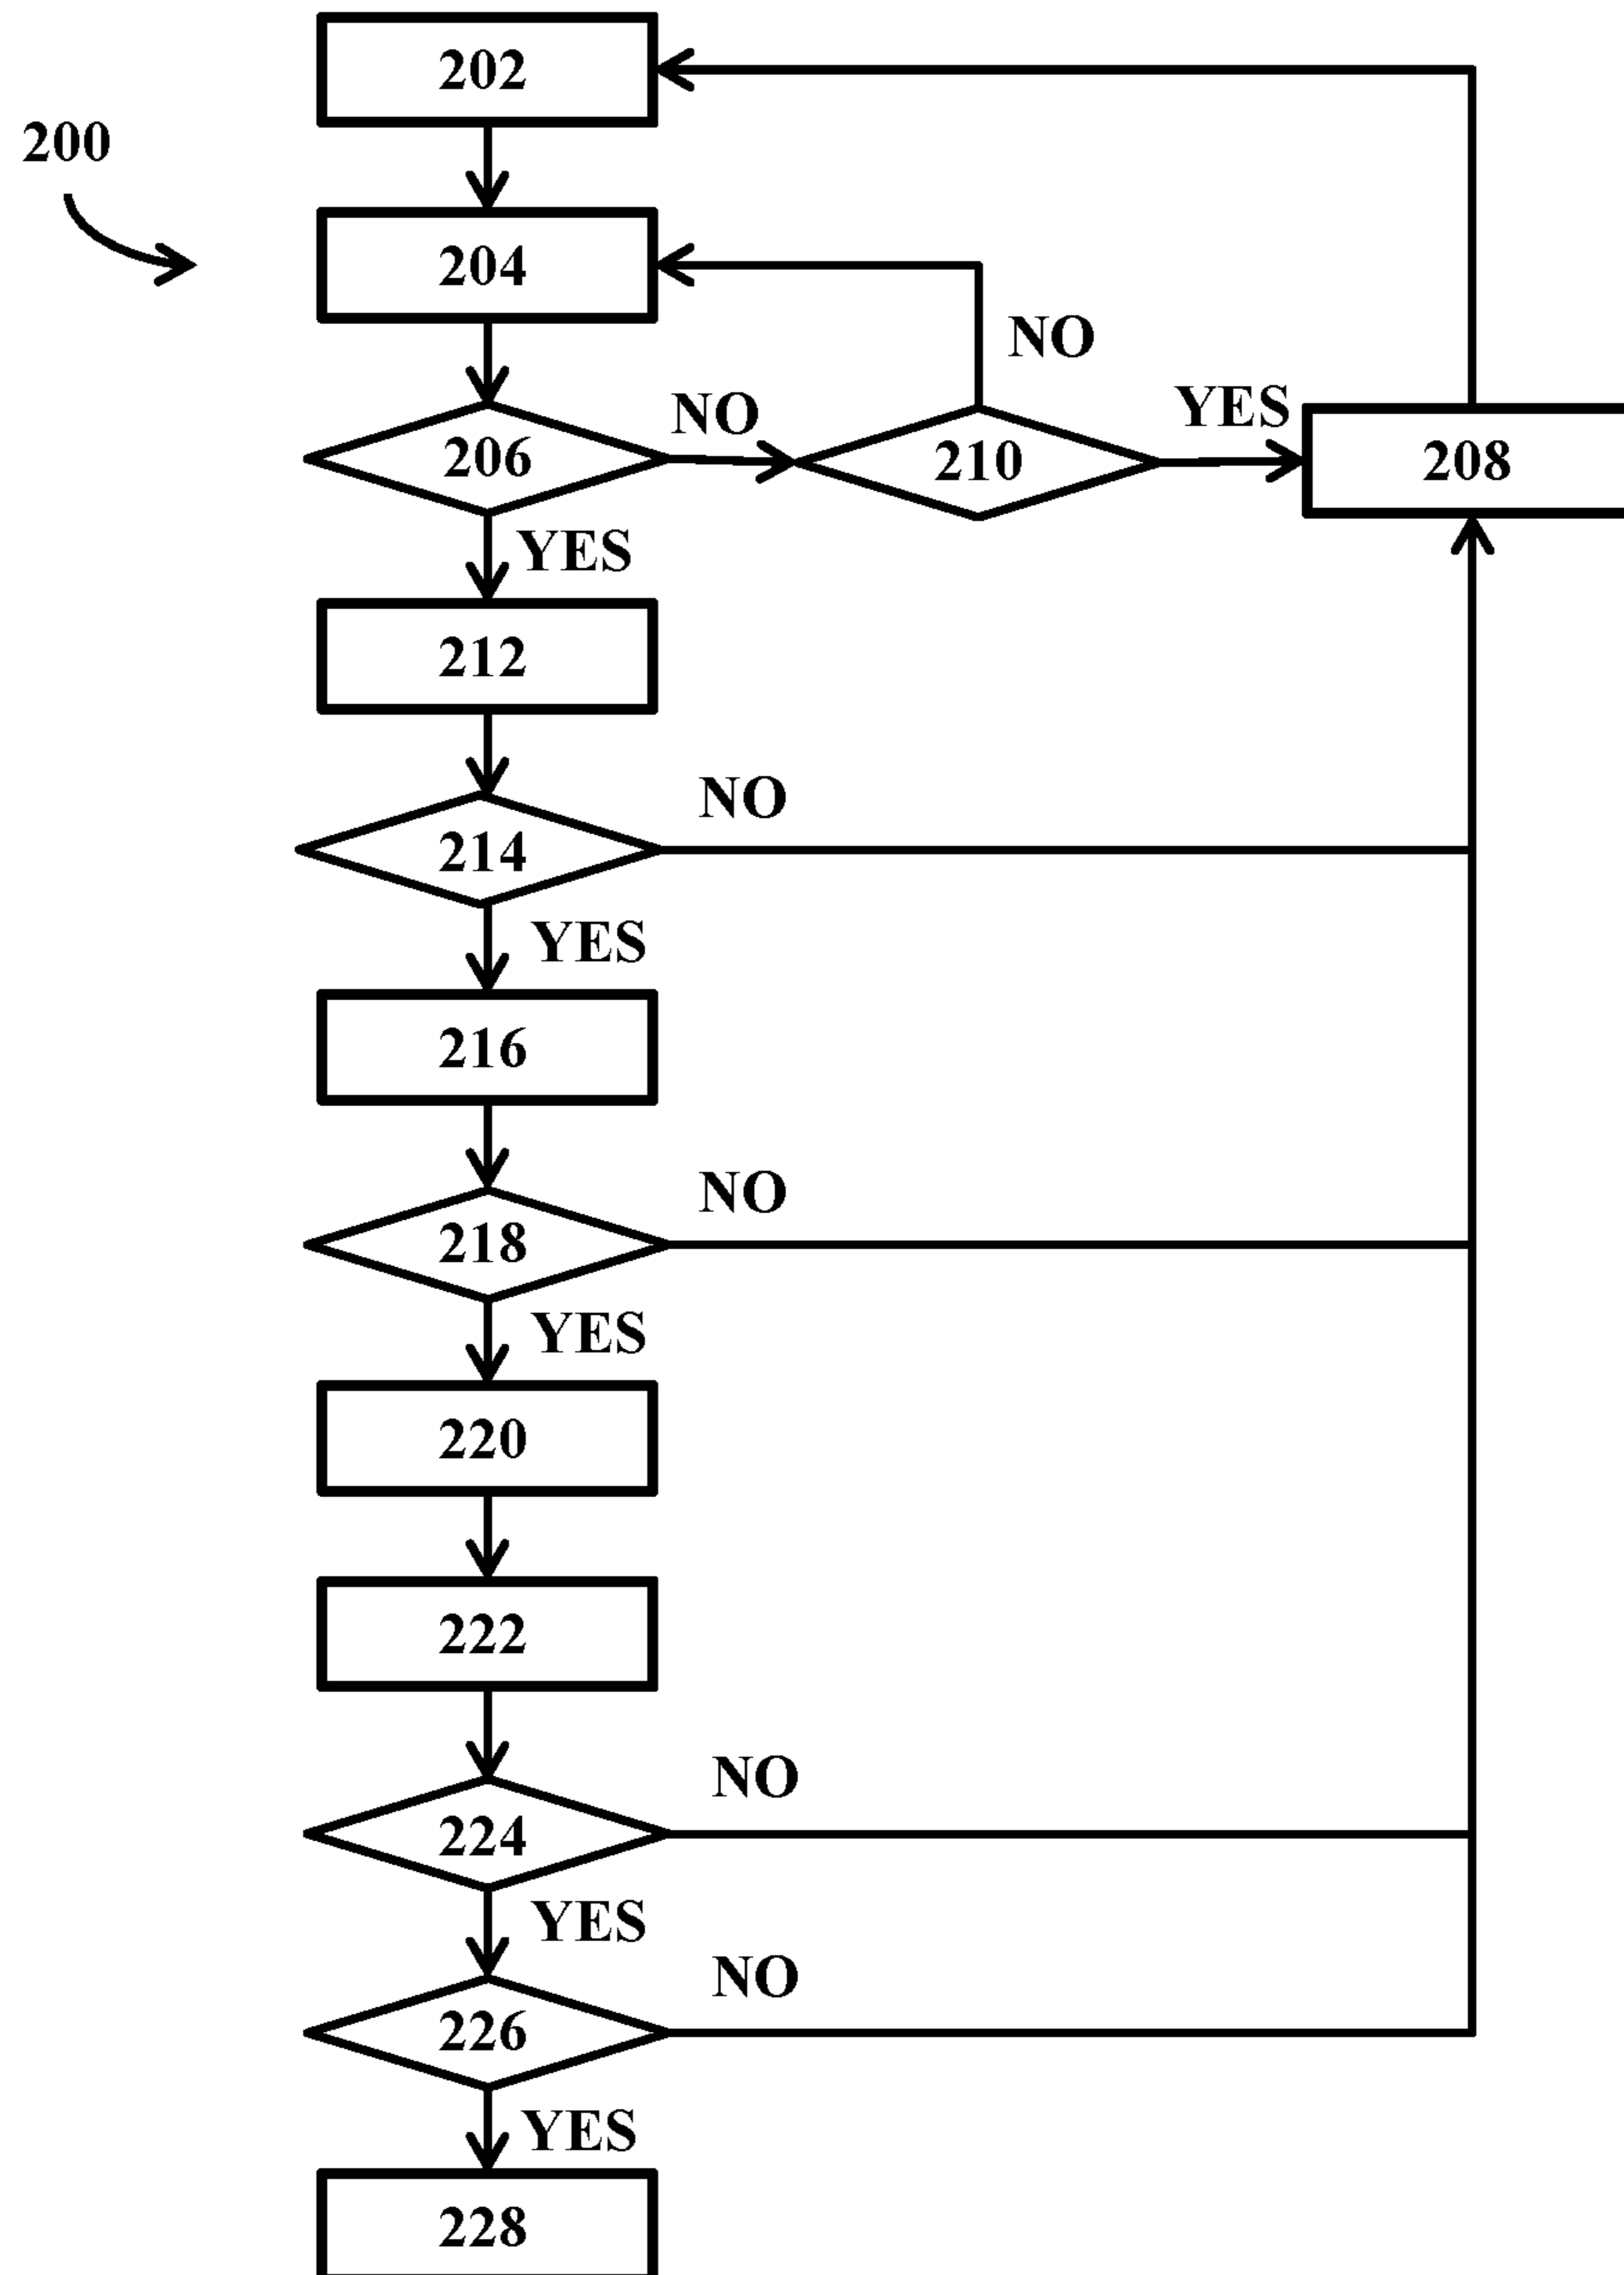 202
200
204
NO
206
NO
210
YES
208
YES
212
214
NO
YES
216
218
NO
YES
220
222
224
NO
YES
226
NO
YES
228